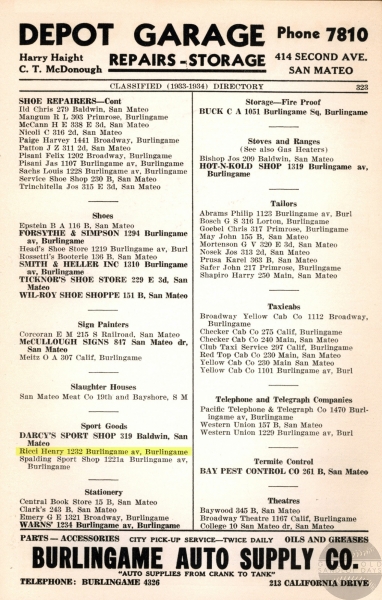 DEPOT GARAGE
Phone 7810
Harry Haight
C. T. McDonough
REPAIRS - STORAGE
414 SECOND AVE.
SAN MATEO
CLASSIFIED (1933-1934) DIRECTORY 323
SHOE REPAIRERS—Cont
Ild Chris 279 Baldwin, San Mateo
Mangum R L 303 Primrose, Burlingame
McCann H E 338 E 3d, San Mateo
Nicoli C 316 2d, San Mateo
Paige Harvey 1441 Broadway, Burlingame
Patton J Z 311 2d, San Mateo
Pisani Felix 1202 Broadway, Burlingame
Pisani Jas 1107 Burlingame av, Burlingame
Sachs Louis 1228 Burlingame av, Burlingame
Service Shoe Shop 230 B, San Mateo
Trinchitella Jos 315 E 3d, San Mateo
Shoes
Epstein B A 116 B, San Mateo
FORSYTHE & SIMPSON 1294 Burlingame
av, Burlingame
Head's Shoe Store 1219 Burlingame av, Burl
Rossetti's Booterie 136 B, San Mateo
SMITH & HELLER INC 1310 Burlingame
av, Burlingame
TICKNOR'S SHOE STORE 229 E 3d, San
Mateo
WIL-ROY SHOE SHOPPE 151 B, San Mateo
Sign Painters
Corcoran E M 215 S Railroad, San Mateo
McCULLOUGH SIGNS 847 San Mateo dr,
San Mateo
Meitz O A 307 Calif, Burlingame
Slaughter Houses
San Mateo Meat Co 19th and Bayshore, S M
Sport Goods
DARCY'S SPORT SHOP 319 Baldwin, San
Mateo
Ricci Henry 1232 Burlingame av, Burlingame
Spalding Sport Shop 1221a Burlingame av,
Burlingame
Stationery
Central Book Store 15 B, San Mateo
Clark's 243 B, San Mateo
Emery G E 1321 Broadway, Burlingame
WARNS' 1234 Burlingame av, Burlingame
Storage—Fire Proof
BUCK C A 1051 Burlingame Sq, Burlingame
Stoves and Ranges
(See also Gas Heaters)
Bishop Jos 209 Baldwin, San Mateo
HOT-N-KOLD SHOP 1319 Burlingame av,
Burlingame
Tailors
Abrams Philip 1123 Burlingame av, Burl
Bosch G S 316 Lorton, Burlingame
Goebel Chris 317 Primrose, Burlingame
May John 155 B, San Mateo
Mortenson G V 320 E 3d, San Mateo
Nosek Jos 313 2d, San Mateo
Prusa Karel 363 B, San Mateo
Safer John 217 Primrose, Burlingame
Shapiro Harry 250 Main, San Mateo
Taxicabs
Broadway Yellow Cab Co 1112 Broadway,
Burlingame
Checker Cab Co 275 Calif, Burlingame
Checker Cab Co 240 Main, San Mateo
Club Taxi Service 297 Calif, Burlingame
Red Top Cab Co 230 Main, San Mateo
Yellow Cab Co 230 Main San Mateo
Yellow Cab Co 1101 Burlingame av, Burl
Telephone and Telegraph Companies
Pacific Telephone & Telegraph Co 1470 Burl-
ingame av, Burlingame
Western Union 157 B, San Mateo
Western Union 1229 Burlingame av, Burl
Termite Control
BAY PEST CONTROL CO 261 B, San Mateo
Theatres
Baywood 345 B, San Mateo
Broadway Theatre 1167 Calif, Burlingame
College 10 San Mateo dr, San Mateo
PARTS — ACCESSORIES CITY PICK-UP SERVICE—TWICE DAILY OILS AND GREASES
BURLINGAME AUTO SUPPLY CO.
"AUTO SUPPLIES FROM CRANK TO TANK"
TELEPHONE: BURLINGAME 4326
213 CALIFORNIA DRIVE